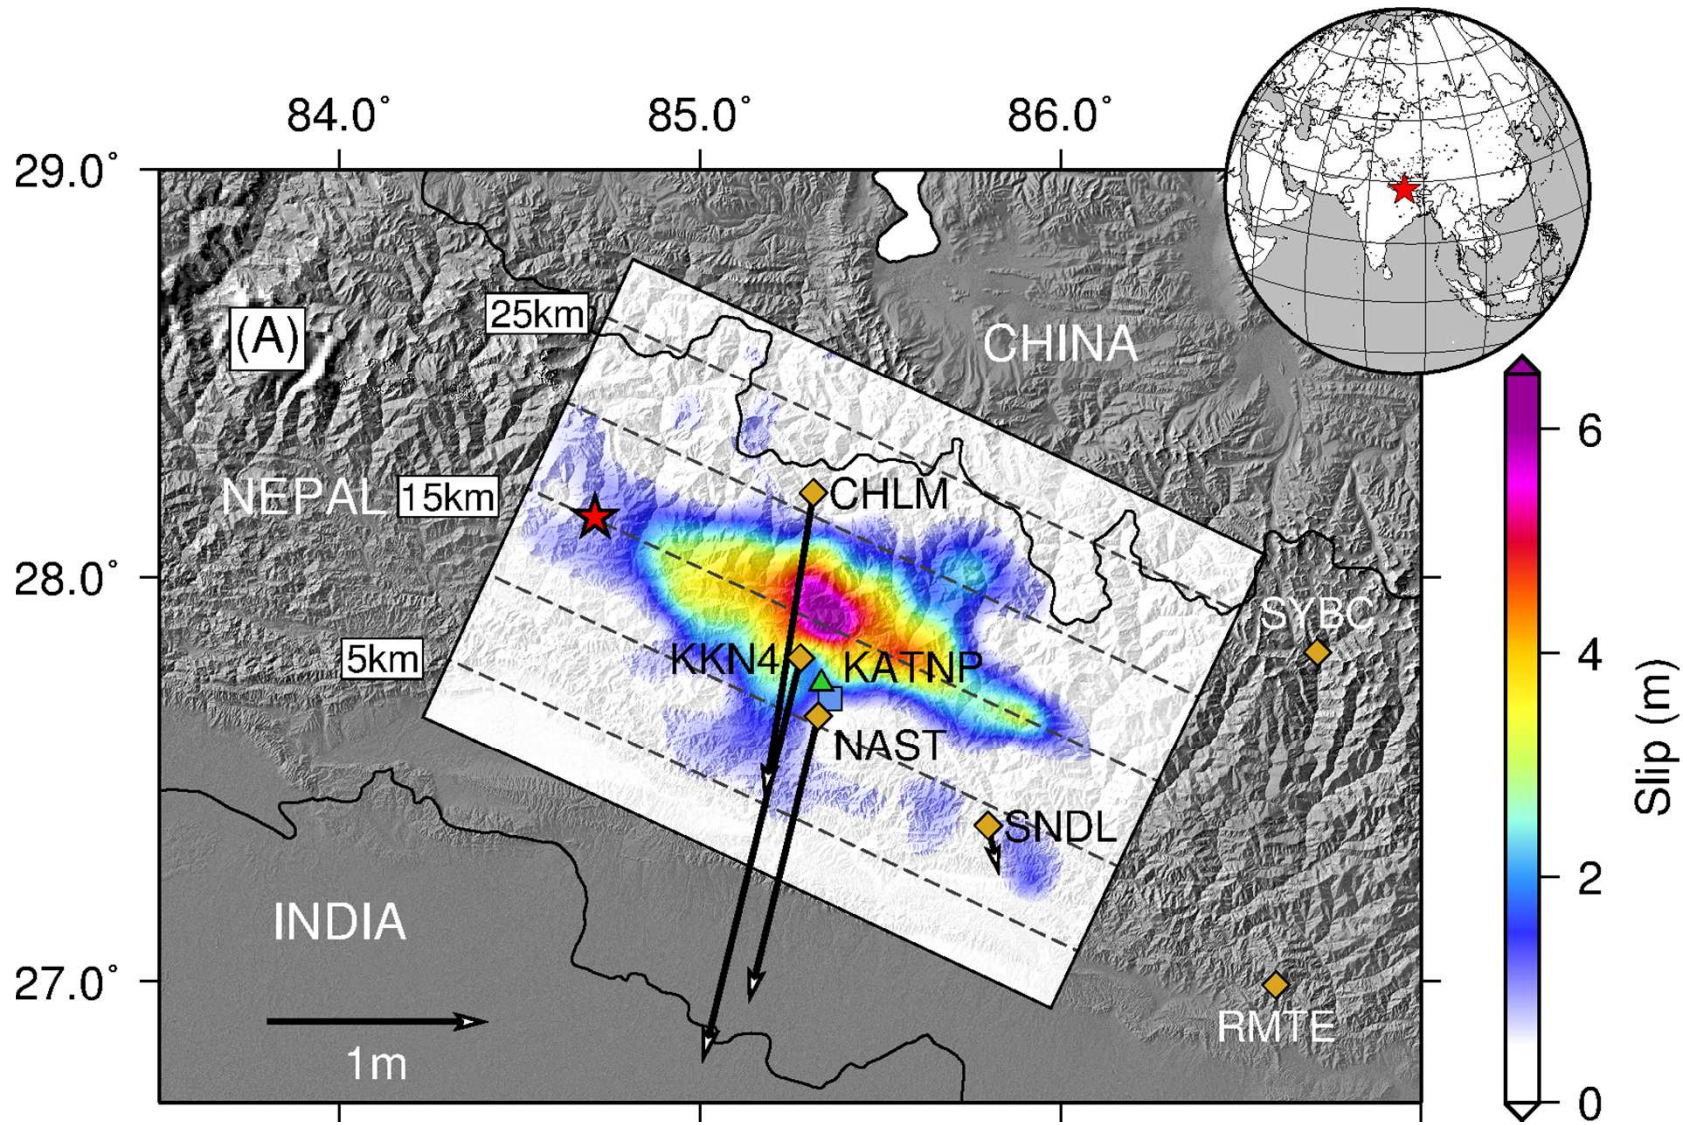 84.0°
85.0°
86.0°
29.0°
25km
(A)
CHINA
NEPAL
15km
CHLM
28.0°
SYBC
5km
KKN4
KATNP
NAST
SNDL
INDIA
27.0°
RMTE
1m
6
4
2
0
Slip (m)